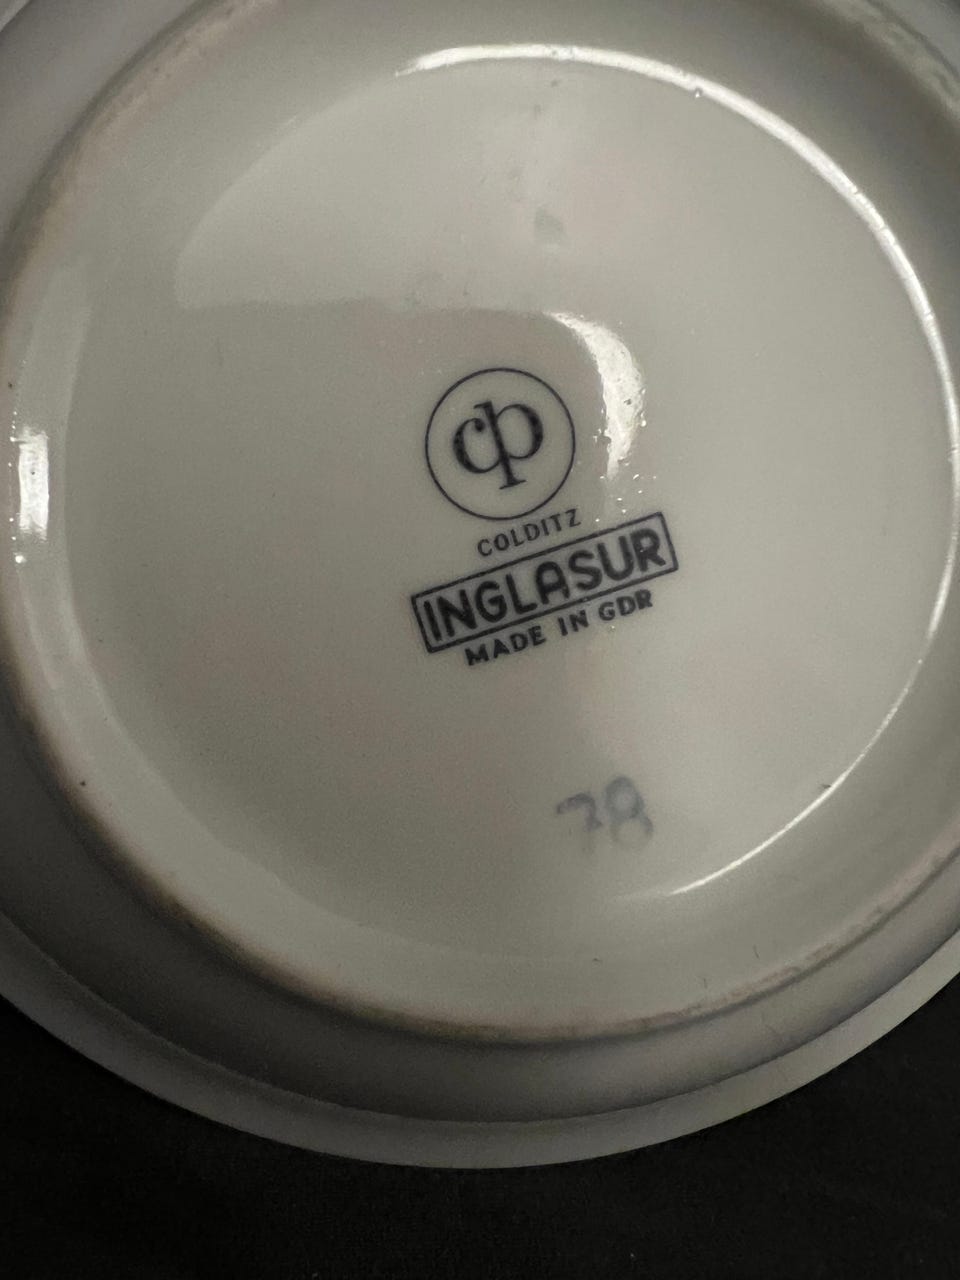 cp
COLDITZ
INGLASUR
MADE IN GDR
78